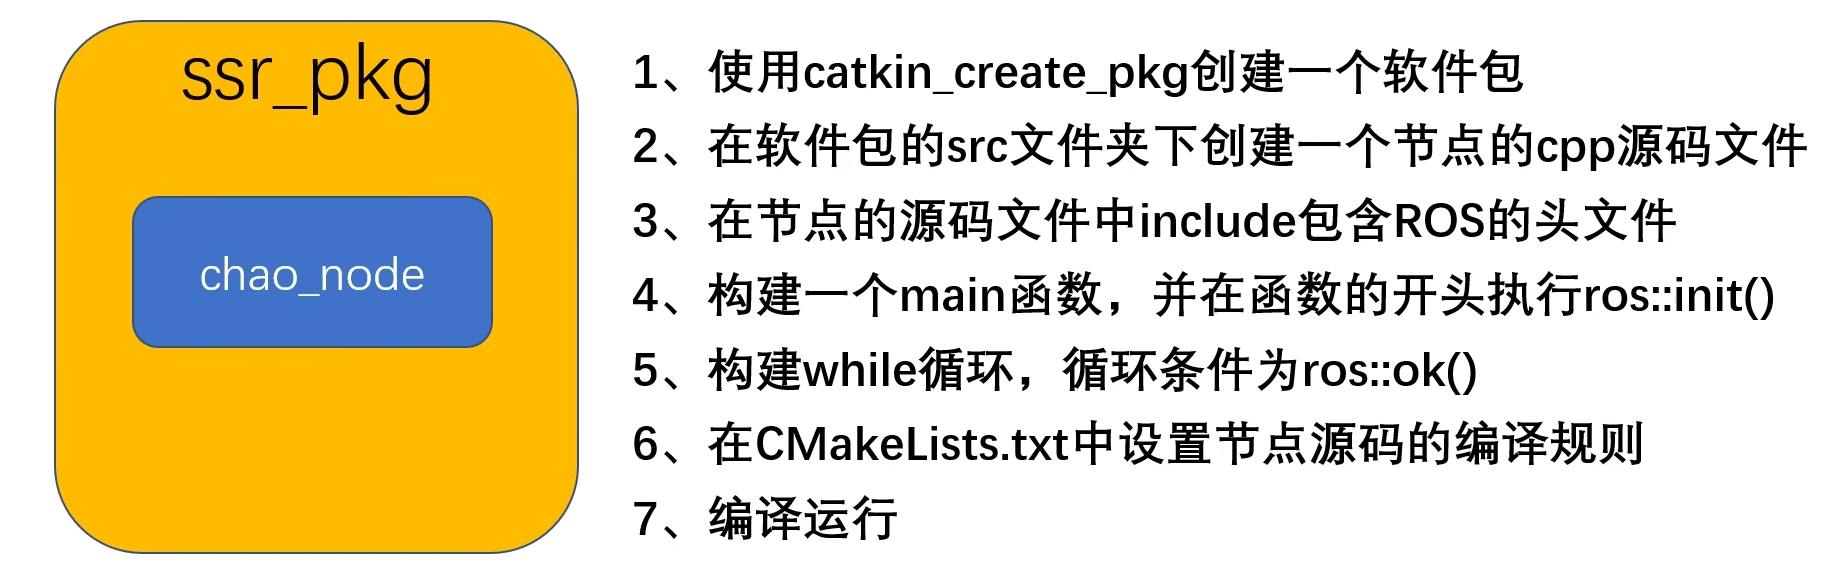 ssr_pkg
chao_node
1、使用catkin_create_pkg创建一个软件包
2、在软件包的src文件夹下创建一个节点的cpp源码文件
3、在节点的源码文件中include包含ROS的头文件
4、构建一个main函数，并在函数的开头执行ros::init()
5、构建while循环，循环条件为ros::ok()
6、在CMakeLists.txt中设置节点源码的编译规则
7、编译运行